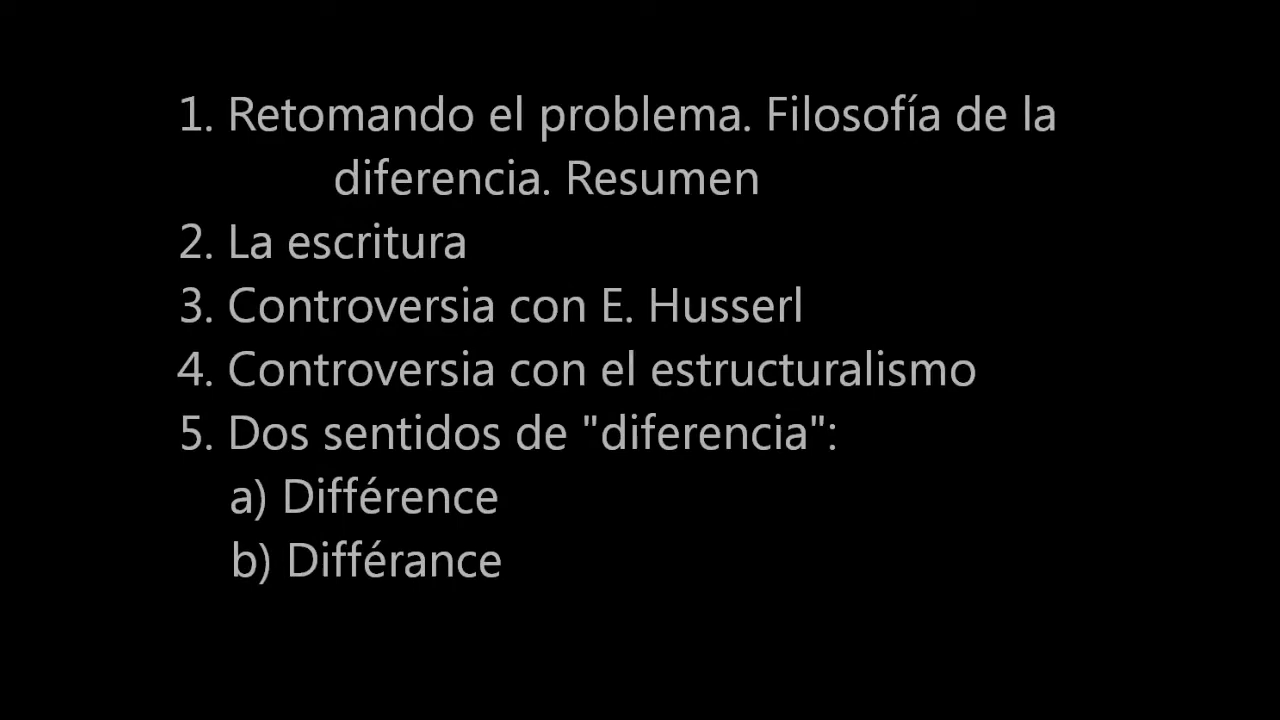 1. Retomando el problema. Filosofía de la
diferencia. Resumen
2. La escritura
3. Controversia con E. Husserl
4. Controversia con el estructuralismo
5. Dos sentidos de "diferencia":
a) Différence
b) Différance